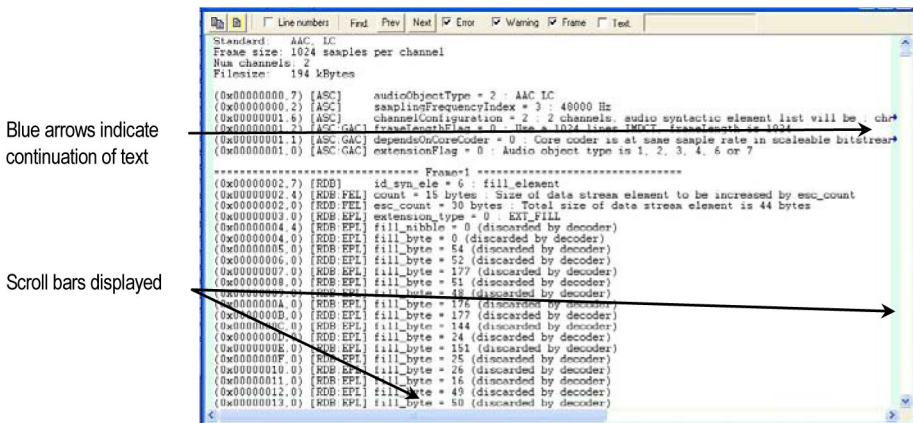 Line numbers Find: Prev Next Error Warning Frame Text:
Standard: AAC, LC
Frame size: 1024 samples per channel
Num channels: 2
Filesize: 194 kBytes
(0x00000000,7) [ASC] audioObjectType = 2 : AAC LC
(0x00000000,2) [ASC] samplingFrequencyIndex = 3 : 48000 Hz
(0x00000001,6) [ASC] channelConfiguration = 2 : 2 channels, audio syntactic element list will be : cha
(0x00000001,2) [ASC:GAC] frameLengthFlag = 0 : Use a 1024 lines IMDCT, frameLength is 1024
(0x00000001,1) [ASC:GAC] dependsOnCoreCoder = 0 : Core coder is at same sample rate in scaleable bitstream
(0x00000001,0) [ASC:GAC] extensionFlag = 0 : Audio object type is 1, 2, 3, 4, 6 or 7
Blue arrows indicate
continuation of text
Frame=1
(0x00000002,7) [RDB] id_syn_ele = 6 : fill_element
(0x00000002,4) [RDB:FEL] count = 15 bytes : Size of data stream element to be increased by esc_count
(0x00000002,0) [RDB:FEL] esc_count = 30 bytes : Total size of data stream element is 44 bytes
(0x00000003,0) [RDB:EPL] extension_type = 0 : EXT_FILL
(0x00000004,4) [RDB:EPL] fill_nibble = 0 (discarded by decoder)
(0x00000004,0) [RDB:EPL] fill_byte = 0 (discarded by decoder)
(0x00000005,0) [RDB:EPL] fill_byte = 54 (discarded by decoder)
(0x00000006,0) [RDB:EPL] fill_byte = 52 (discarded by decoder)
(0x00000007,0) [RDB:EPL] fill_byte = 177 (discarded by decoder)
(0x00000008,0) [RDB:EPL] fill_byte = 51 (discarded by decoder)
(0x00000009,0) [RDB:EPL] fill_byte = 48 (discarded by decoder)
(0x0000000A,0) [RDB:EPL] fill_byte = 176 (discarded by decoder)
(0x0000000B,0) [RDB:EPL] fill_byte = 177 (discarded by decoder)
(0x0000000C,0) [RDB:EPL] fill_byte = 144 (discarded by decoder)
(0x0000000D,0) [RDB:EPL] fill_byte = 24 (discarded by decoder)
(0x0000000E,0) [RDB:EPL] fill_byte = 151 (discarded by decoder)
(0x0000000F,0) [RDB:EPL] fill_byte = 25 (discarded by decoder)
(0x00000010,0) [RDB:EPL] fill_byte = 26 (discarded by decoder)
(0x00000011,0) [RDB:EPL] fill_byte = 16 (discarded by decoder)
(0x00000012,0) [RDB:EPL] fill_byte = 49 (discarded by decoder)
(0x00000013,0) [RDB:EPL] fill_byte = 50 (discarded by decoder)
Scroll bars displayed